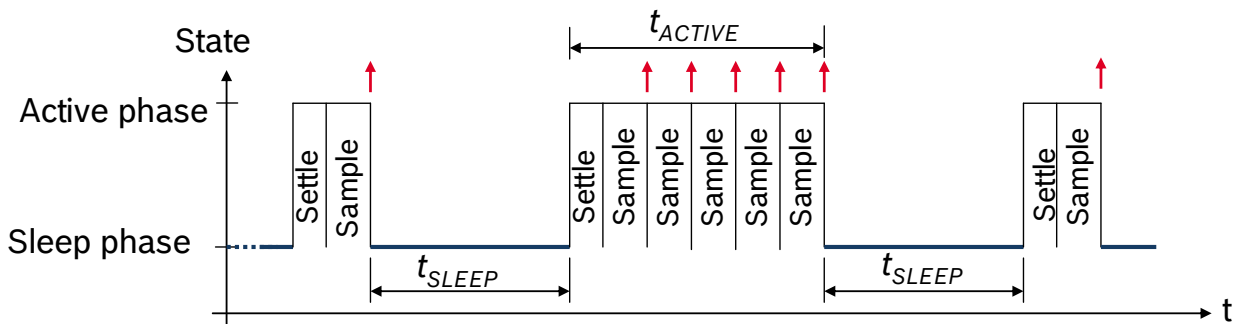 t_ACTIVE
State
Active phase
Settle
Sample
Settle
Sample
Sample
Sample
Sample
Sample
Settle
Sample
Sleep phase
t_SLEEP
t_SLEEP
t